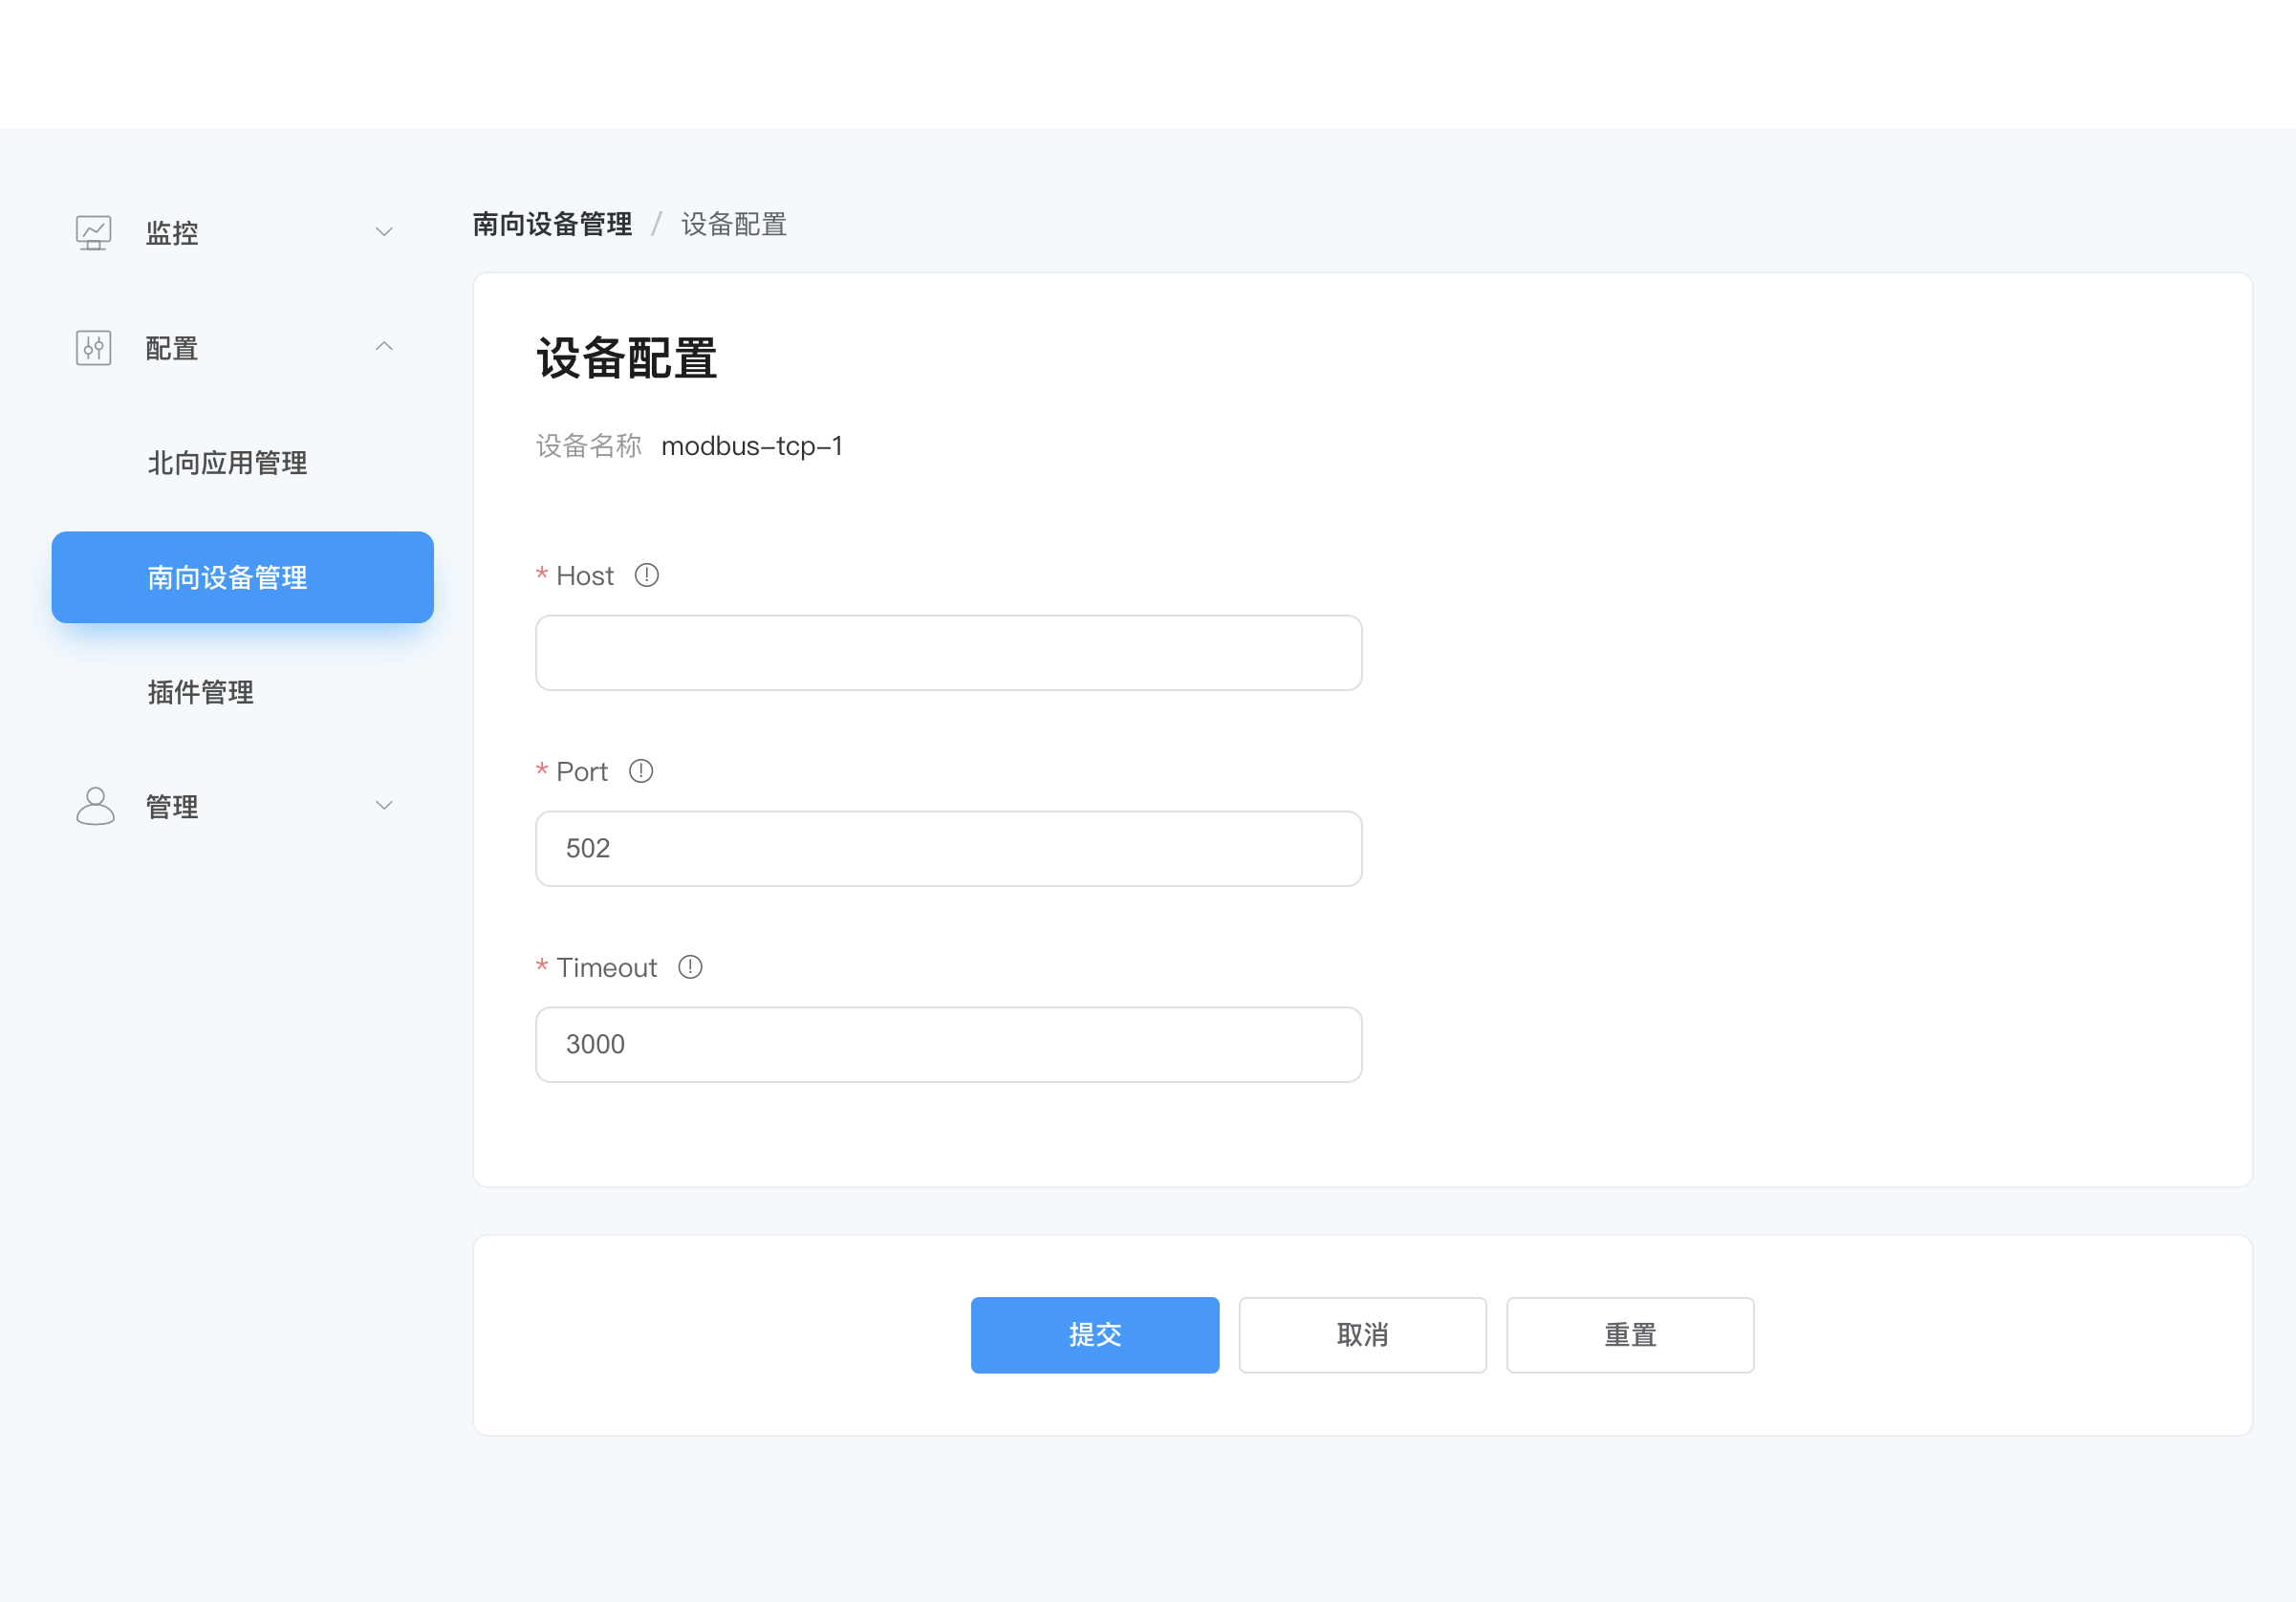 监控
配置
北向应用管理
南向设备管理
插件管理
管理
南向设备管理 / 设备配置
设备配置
设备名称 modbus-tcp-1
* Host
* Port
502
* Timeout
3000
提交 取消 重置